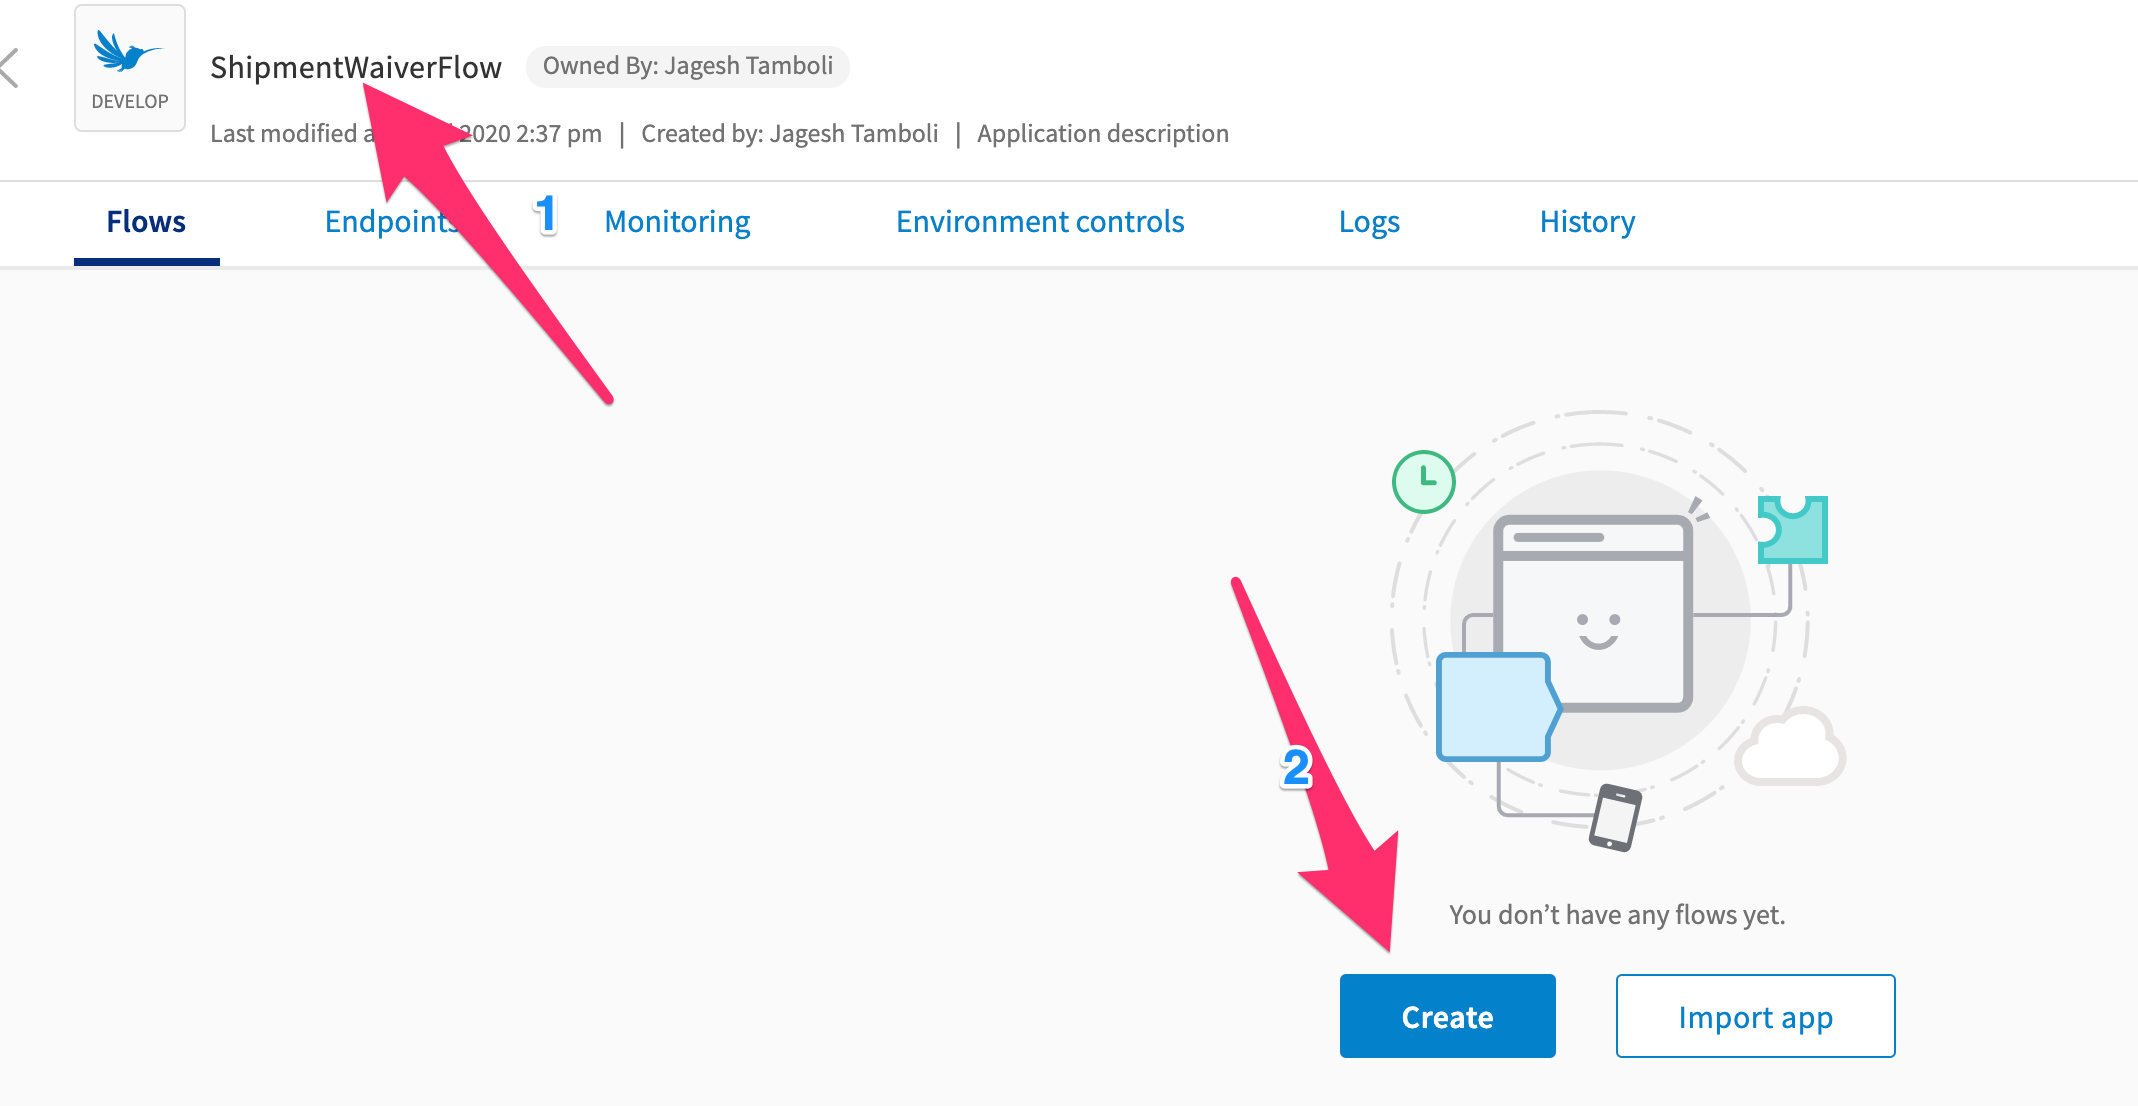 ShipmentWaiverFlow Owned By: Jagesh Tamboli
DEVELOP
Last modified 2020 2:37 pm | Created by: Jagesh Tamboli | Application description
Flows Endpoints 1 Monitoring Environment controls Logs History
2
You don’t have any flows yet.
Create Import app